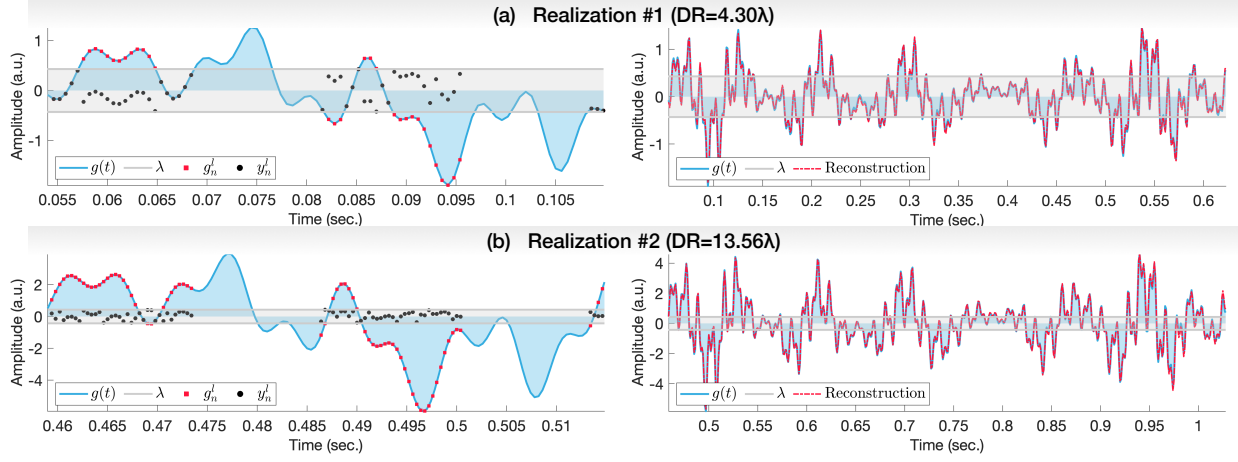 (a) Realization #1 (DR=4.30λ)
Amplitude (a.u.)
1
0
-1
g(t) λ g_n^l y_n^l
0.055 0.06 0.065 0.07 0.075 0.08 0.085 0.09 0.095 0.1 0.105
Time (sec.)
Amplitude (a.u.)
1
0
-1
g(t) λ Reconstruction
0.1 0.15 0.2 0.25 0.3 0.35 0.4 0.45 0.5 0.55 0.6
Time (sec.)
(b) Realization #2 (DR=13.56λ)
Amplitude (a.u.)
2
0
-2
-4
g(t) λ g_n^l y_n^l
0.46 0.465 0.47 0.475 0.48 0.485 0.49 0.495 0.5 0.505 0.51
Time (sec.)
Amplitude (a.u.)
4
2
0
-2
-4
g(t) λ Reconstruction
0.5 0.55 0.6 0.65 0.7 0.75 0.8 0.85 0.9 0.95 1
Time (sec.)